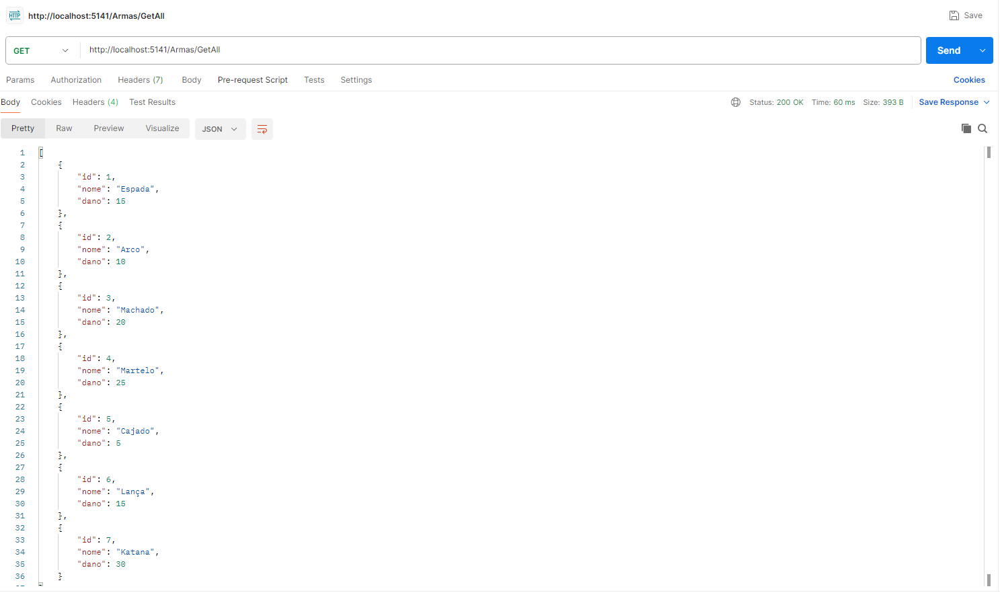 HTTP http://localhost:5141/Armas/GetAll Save
GET http://localhost:5141/Armas/GetAll Send
Params Authorization Headers (7) Body Pre-request Script Tests Settings Cookies
Body Cookies Headers (4) Test Results Status: 200 OK Time: 60 ms Size: 393 B Save Response
Pretty Raw Preview Visualize JSON
1 [
2 {
3 "id": 1,
4 "nome": "Espada",
5 "dano": 15
6 },
7 {
8 "id": 2,
9 "nome": "Arco",
10 "dano": 10
11 },
12 {
13 "id": 3,
14 "nome": "Machado",
15 "dano": 20
16 },
17 {
18 "id": 4,
19 "nome": "Martelo",
20 "dano": 25
21 },
22 {
23 "id": 5,
24 "nome": "Cajado",
25 "dano": 5
26 },
27 {
28 "id": 6,
29 "nome": "Lança",
30 "dano": 15
31 },
32 {
33 "id": 7,
34 "nome": "Katana",
35 "dano": 30
36 }